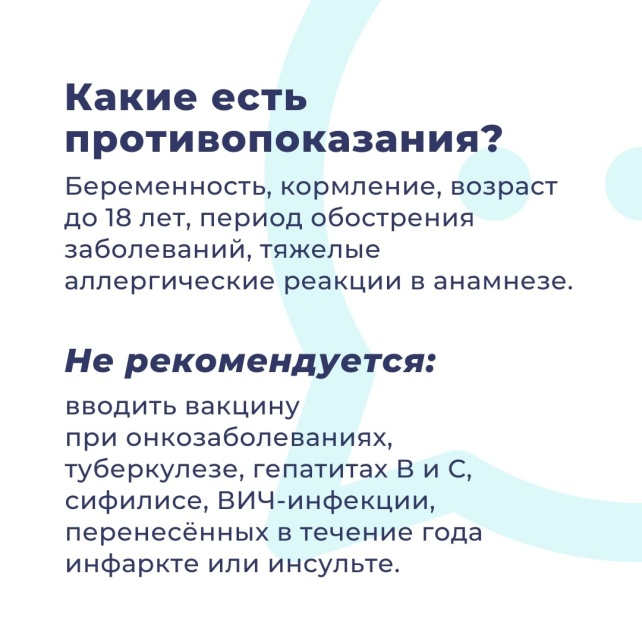 Какие есть
противопоказания?
Беременность, кормление, возраст
до 18 лет, период обострения
заболеваний, тяжелые
аллергические реакции в анамнезе.
Не рекомендуется:
вводить вакцину
при онкозаболеваниях,
туберкулезе, гепатитах В и С,
сифилисе, ВИЧ-инфекции,
перенесённых в течение года
инфаркте или инсульте.